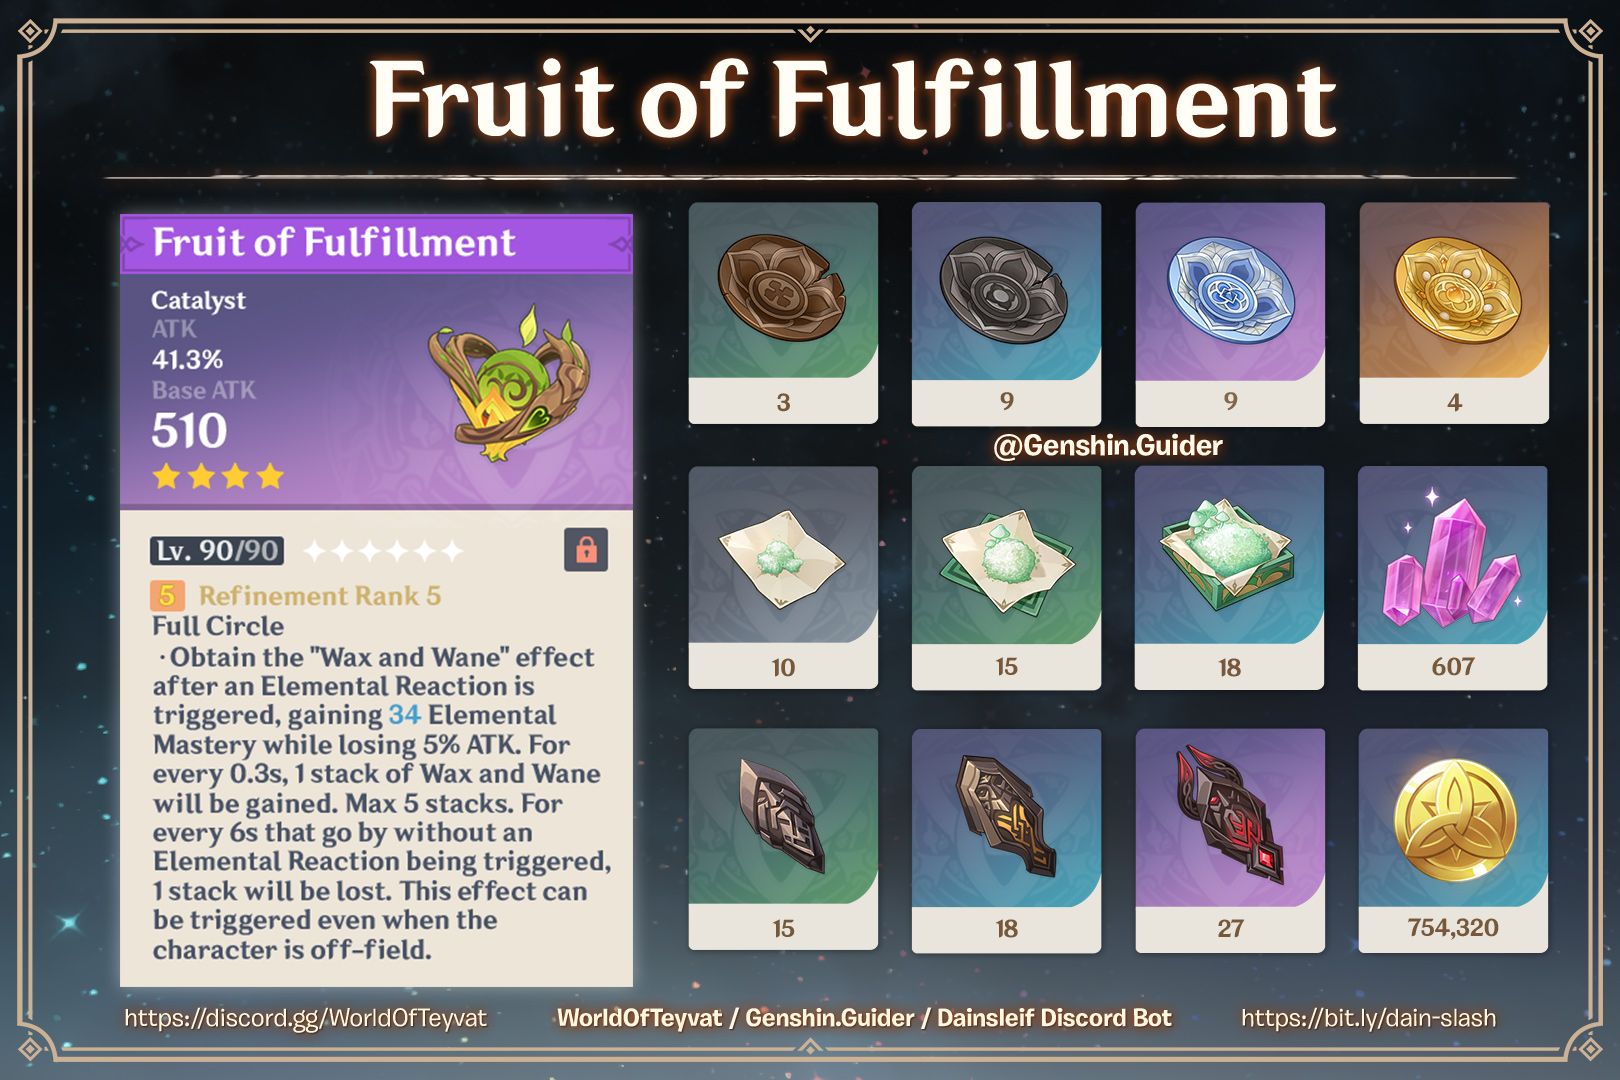 Fruit of Fulfillment
Fruit of Fulfillment
Catalyst
ATK
41.3%
Base ATK
510
Lv. 90/90
5 Refinement Rank 5
Full Circle
·Obtain the "Wax and Wane" effect
after an Elemental Reaction is
triggered, gaining 34 Elemental
Mastery while losing 5% ATK. For
every 0.3s, 1 stack of Wax and Wane
will be gained. Max 5 stacks. For
every 6s that go by without an
Elemental Reaction being triggered,
1 stack will be lost. This effect can
be triggered even when the
character is off-field.
3
9
9
4
@Genshin.Guider
10
15
18
607
15
18
27
754,320
https://discord.gg/WorldOfTeyvat
WorldOfTeyvat / Genshin.Guider / Dainsleif Discord Bot
https://bit.ly/dain-slash